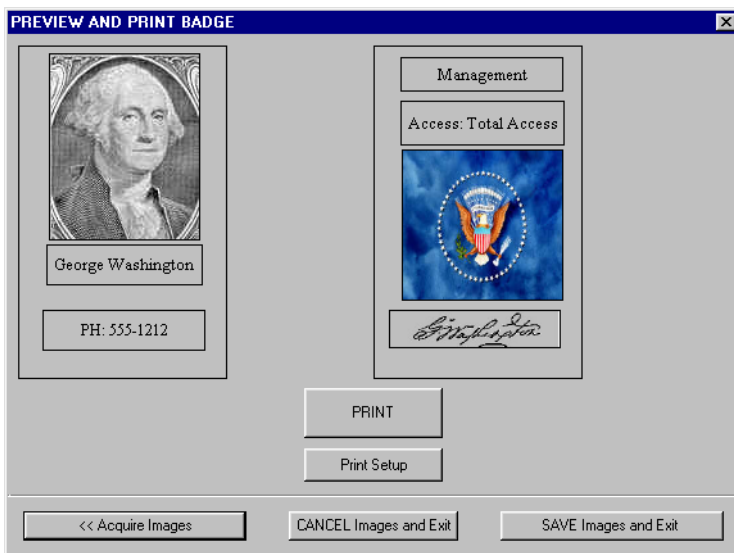 PREVIEW AND PRINT BADGE
George Washington
PH: 555-1212
Management
Access: Total Access
G Washington
PRINT
Print Setup
<< Acquire Images
CANCEL Images and Exit
SAVE Images and Exit